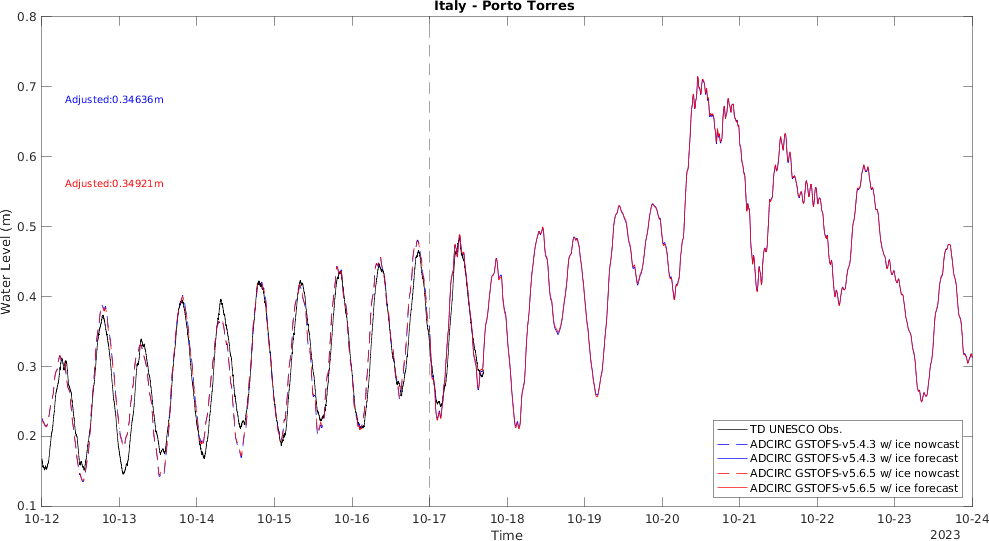 Italy - Porto Torres
0.8
0.7
0.6
0.5
0.4
0.3
0.2
0.1
Water Level (m)
Adjusted:0.34636m
Adjusted:0.34921m
TD UNESCO Obs.
ADCIRC GSTOFS-v5.4.3 w/ ice nowcast
ADCIRC GSTOFS-v5.4.3 w/ ice forecast
ADCIRC GSTOFS-v5.6.5 w/ ice nowcast
ADCIRC GSTOFS-v5.6.5 w/ ice forecast
10-12 10-13 10-14 10-15 10-16 10-17 10-18 10-19 10-20 10-21 10-22 10-23 10-24
Time
2023